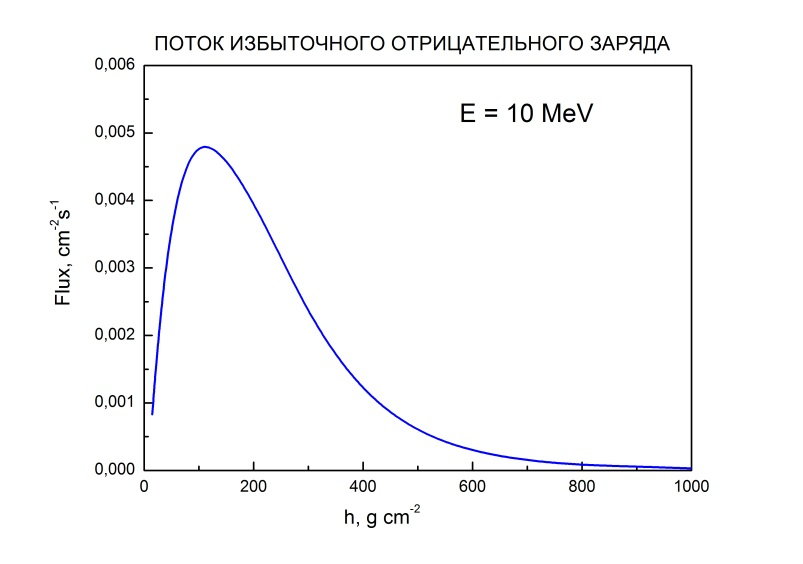 ПОТОК ИЗБЫТОЧНОГО ОТРИЦАТЕЛЬНОГО ЗАРЯДА
0,006
E = 10 MeV
0,005
0,004
Flux, cm⁻²s⁻¹
0,003
0,002
0,001
0,000
0 200 400 600 800 1000
h, g cm⁻²